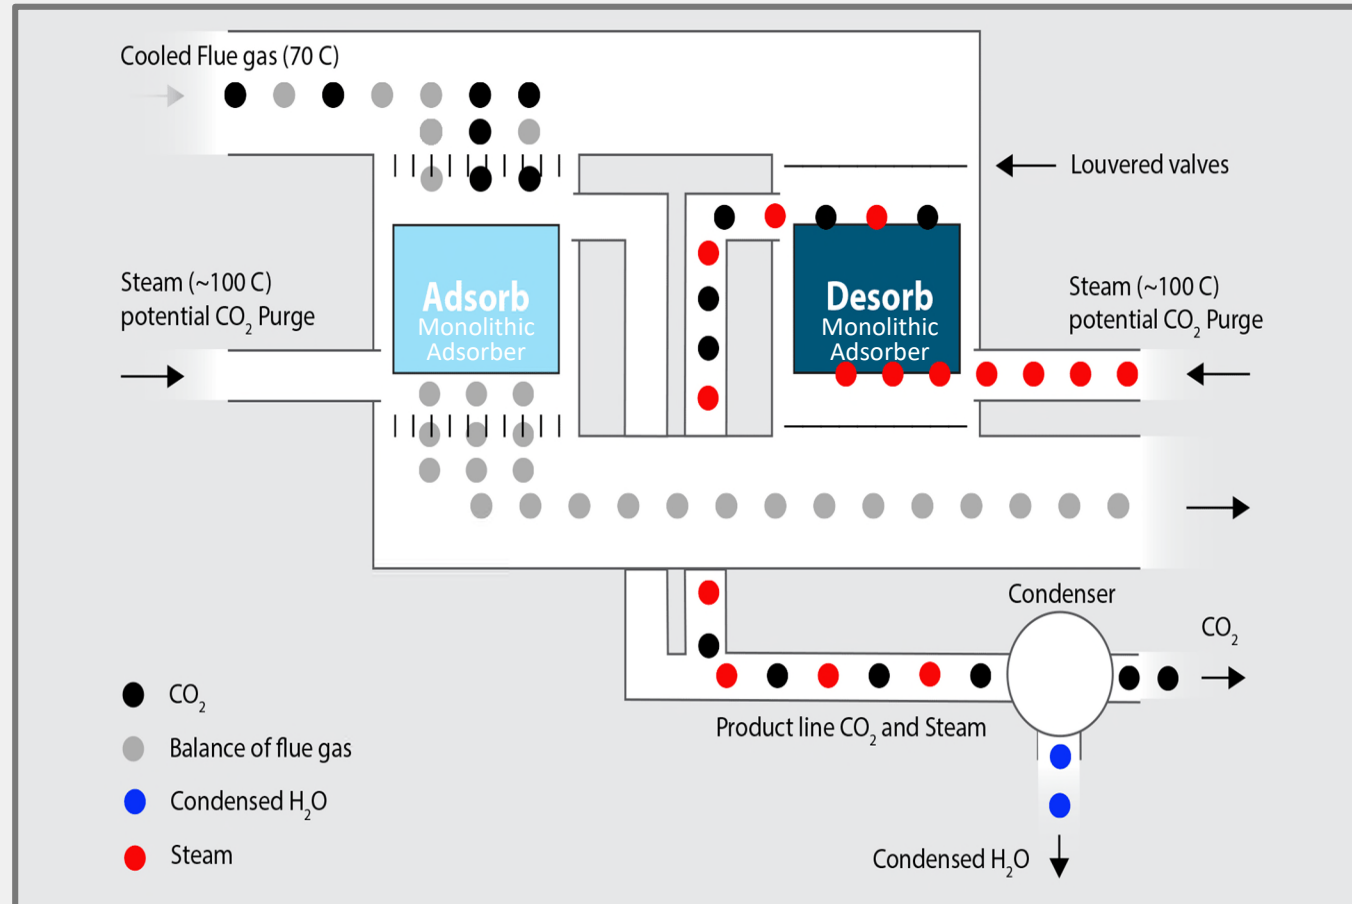 Cooled Flue gas (70 C)
Louvered valves
Steam (~100 C)
potential CO₂ Purge
Adsorb
Monolithic
Adsorber
Desorb
Monolithic
Adsorber
Steam (~100 C)
potential CO₂ Purge
Condenser
CO₂
Product line CO₂ and Steam
Condensed H₂O
CO₂
Balance of flue gas
Condensed H₂O
Steam